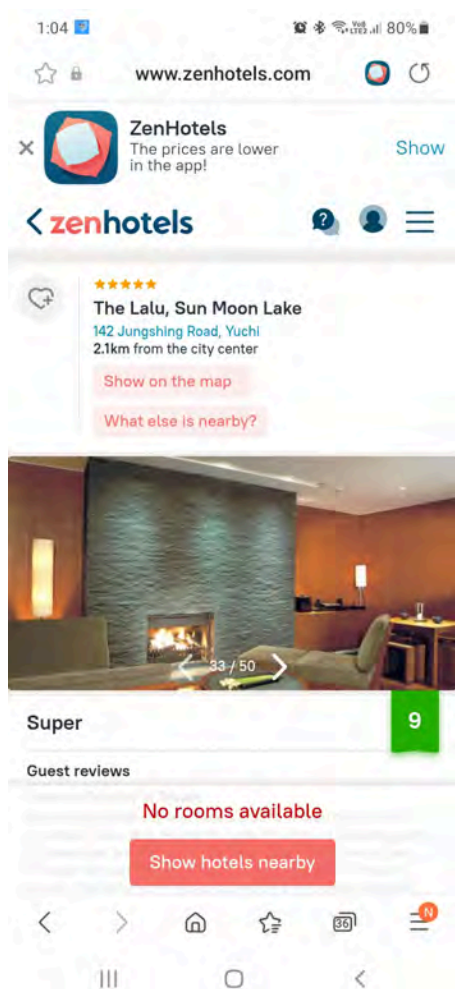 1:04
VoB
LTE2
80%
www.zenhotels.com
ZenHotels
The prices are lower
in the app!
Show
zenhotels
?
The Lalu, Sun Moon Lake
142 Jungshing Road, Yuchi
2.1km from the city center
Show on the map
What else is nearby?
33 / 50
Super
9
Guest reviews
No rooms available
Show hotels nearby
36
N